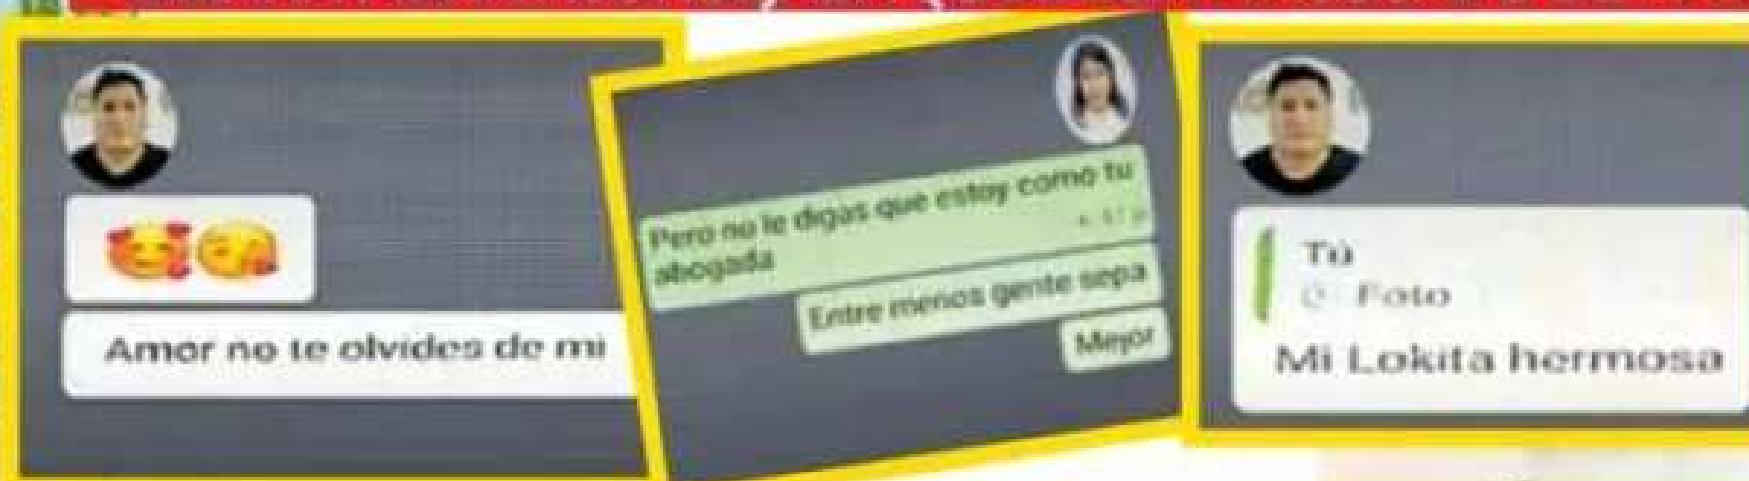 Amor no te olvides de mi
Pero no le digas que estoy como tu
abogada
Entre menos gente sepa
Mejor
Tú
Foto
Mi Lokita hermosa